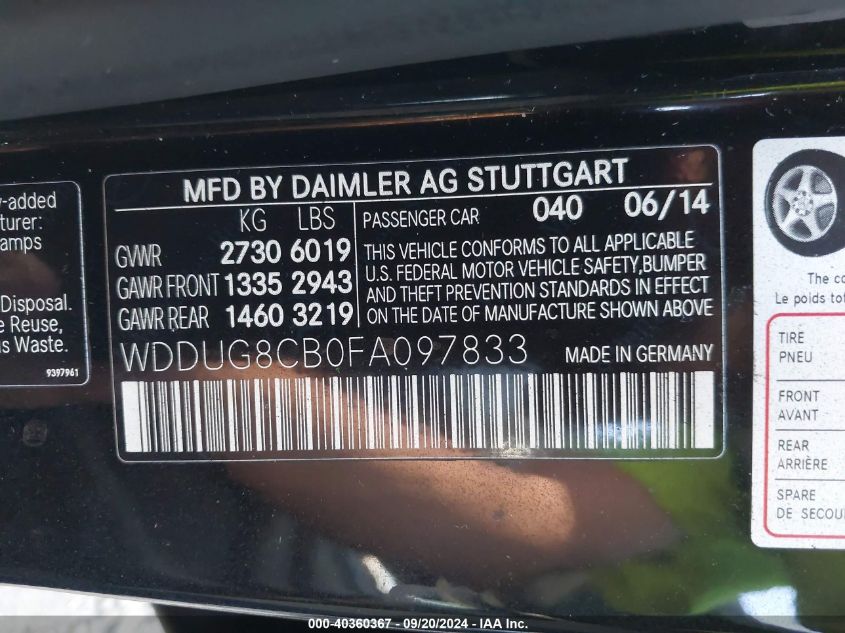 y-added
turer:
amps
Disposal.
e Reuse,
us Waste.
9397961
MFD BY DAIMLER AG STUTTGART
KG LBS
GVWR 2730 6019
GAWR FRONT 1335 2943
GAWR REAR 1460 3219
PASSENGER CAR 040 06/14
THIS VEHICLE CONFORMS TO ALL APPLICABLE
U.S. FEDERAL MOTOR VEHICLE SAFETY,BUMPER
AND THEFT PREVENTION STANDARDS IN EFFECT
ON THE DATE OF MANUFACTURE SHOWN ABOVE
WDDUG8CB0FA097833 MADE IN GERMANY
The co
Le poids tot
TIRE
PNEU
FRONT
AVANT
REAR
ARRIÈRE
SPARE
DE SECOU
000-40360367 - 09/20/2024 - IAA Inc.